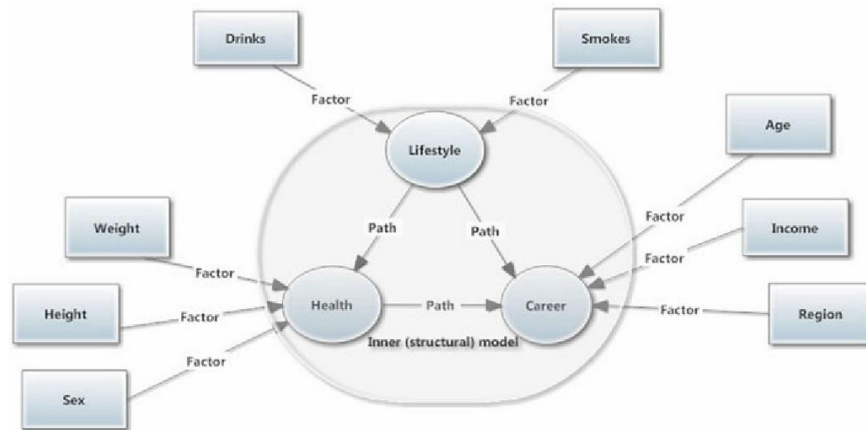 Drinks
Smokes
Factor
Factor
Age
Lifestyle
Factor
Weight
Path
Path
Income
Factor
Factor
Height
Factor
Health
Path
Career
Factor
Region
Inner (structural) model
Factor
Sex